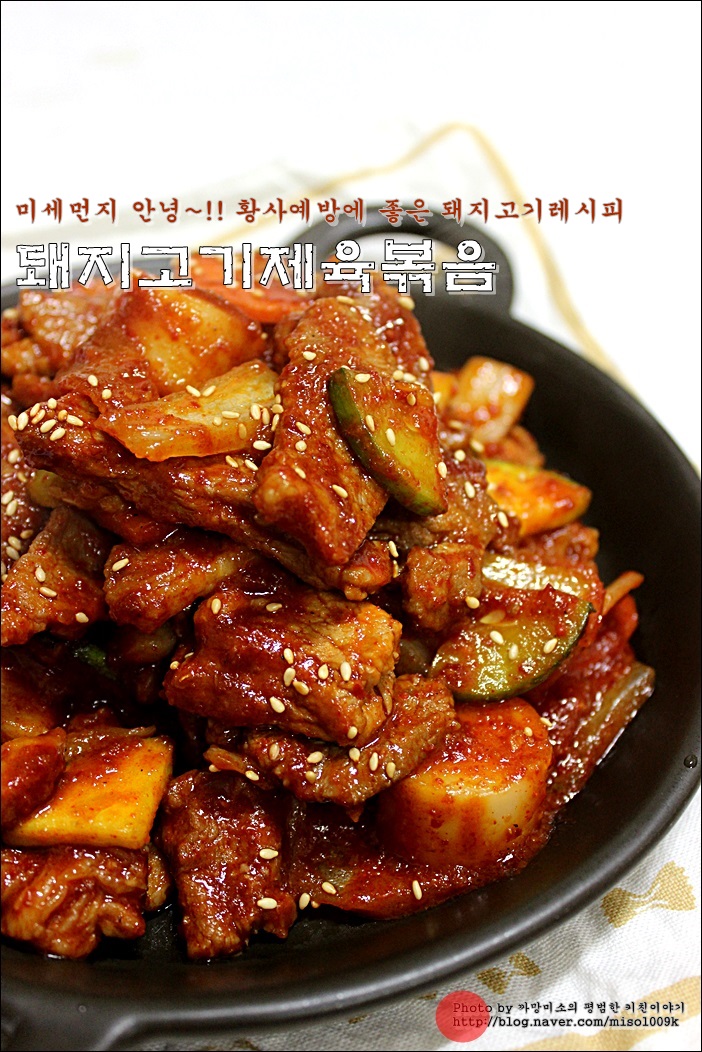 미세먼지 안녕~!! 황사예방에 좋은 돼지고기레시피
돼지고기제육볶음
Photo by 까망미소의 평범한 키친이야기
http://blog.naver.com/miso1009k